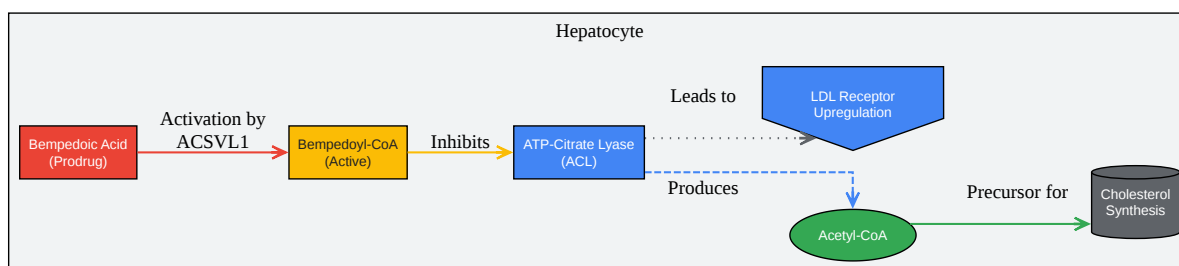 Hepatocyte
Leads to
LDL Receptor
Upregulation
Activation by
ACSVL1
Bempedoic Acid
(Prodrug)
Bempedoyl-CoA
(Active)
Inhibits
ATP-Citrate Lyase
(ACL)
Produces
Acetyl-CoA
Precursor for
Cholesterol
Synthesis